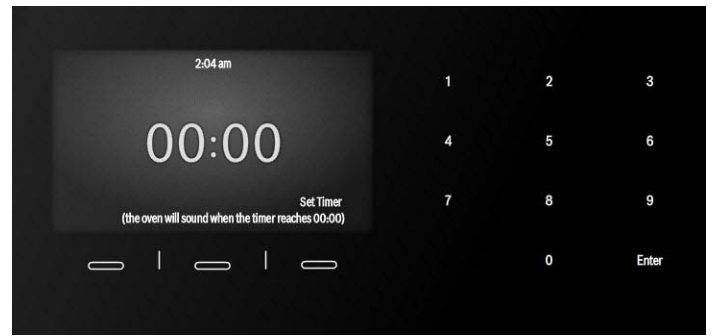 2:04 am
00:00
Set Timer
(the oven will sound when the timer reaches 00:00)
1 2 3
4 5 6
7 8 9
0 Enter